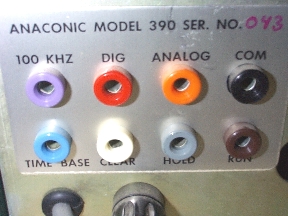 ANACONIC MODEL 390 SER. NO. 043
100 KHZ DIG ANALOG COM
TIME BASE CLEAR HOLD RUN